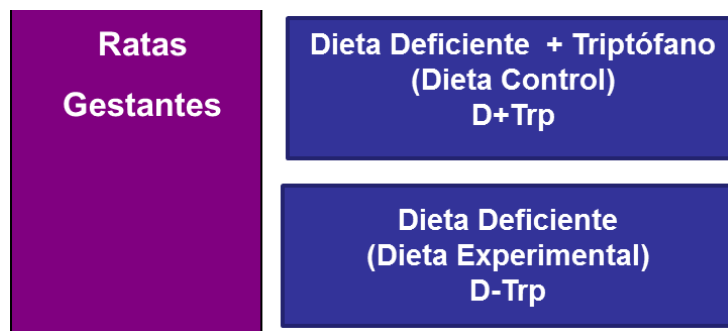 Ratas
Gestantes
Dieta Deficiente + Triptófano
(Dieta Control)
D+Trp
Dieta Deficiente
(Dieta Experimental)
D-Trp